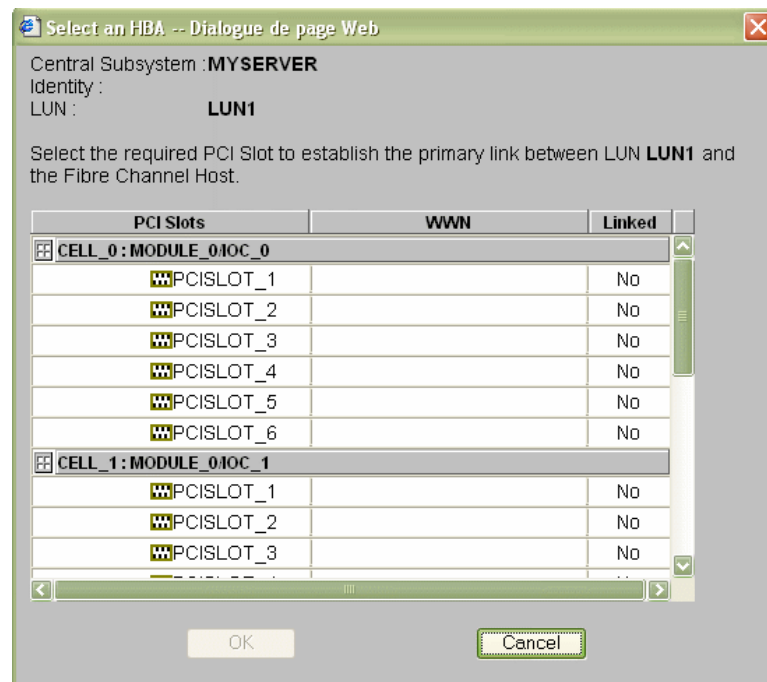 Select an HBA -- Dialogue de page Web
Central Subsystem : MYSERVER
Identity :
LUN : LUN1
Select the required PCI Slot to establish the primary link between LUN LUN1 and
the Fibre Channel Host.
PCI Slots WWN Linked
CELL_0 : MODULE_0/IOC_0
PCISLOT_1 No
PCISLOT_2 No
PCISLOT_3 No
PCISLOT_4 No
PCISLOT_5 No
PCISLOT_6 No
CELL_1 : MODULE_0/IOC_1
PCISLOT_1 No
PCISLOT_2 No
PCISLOT_3 No
OK Cancel